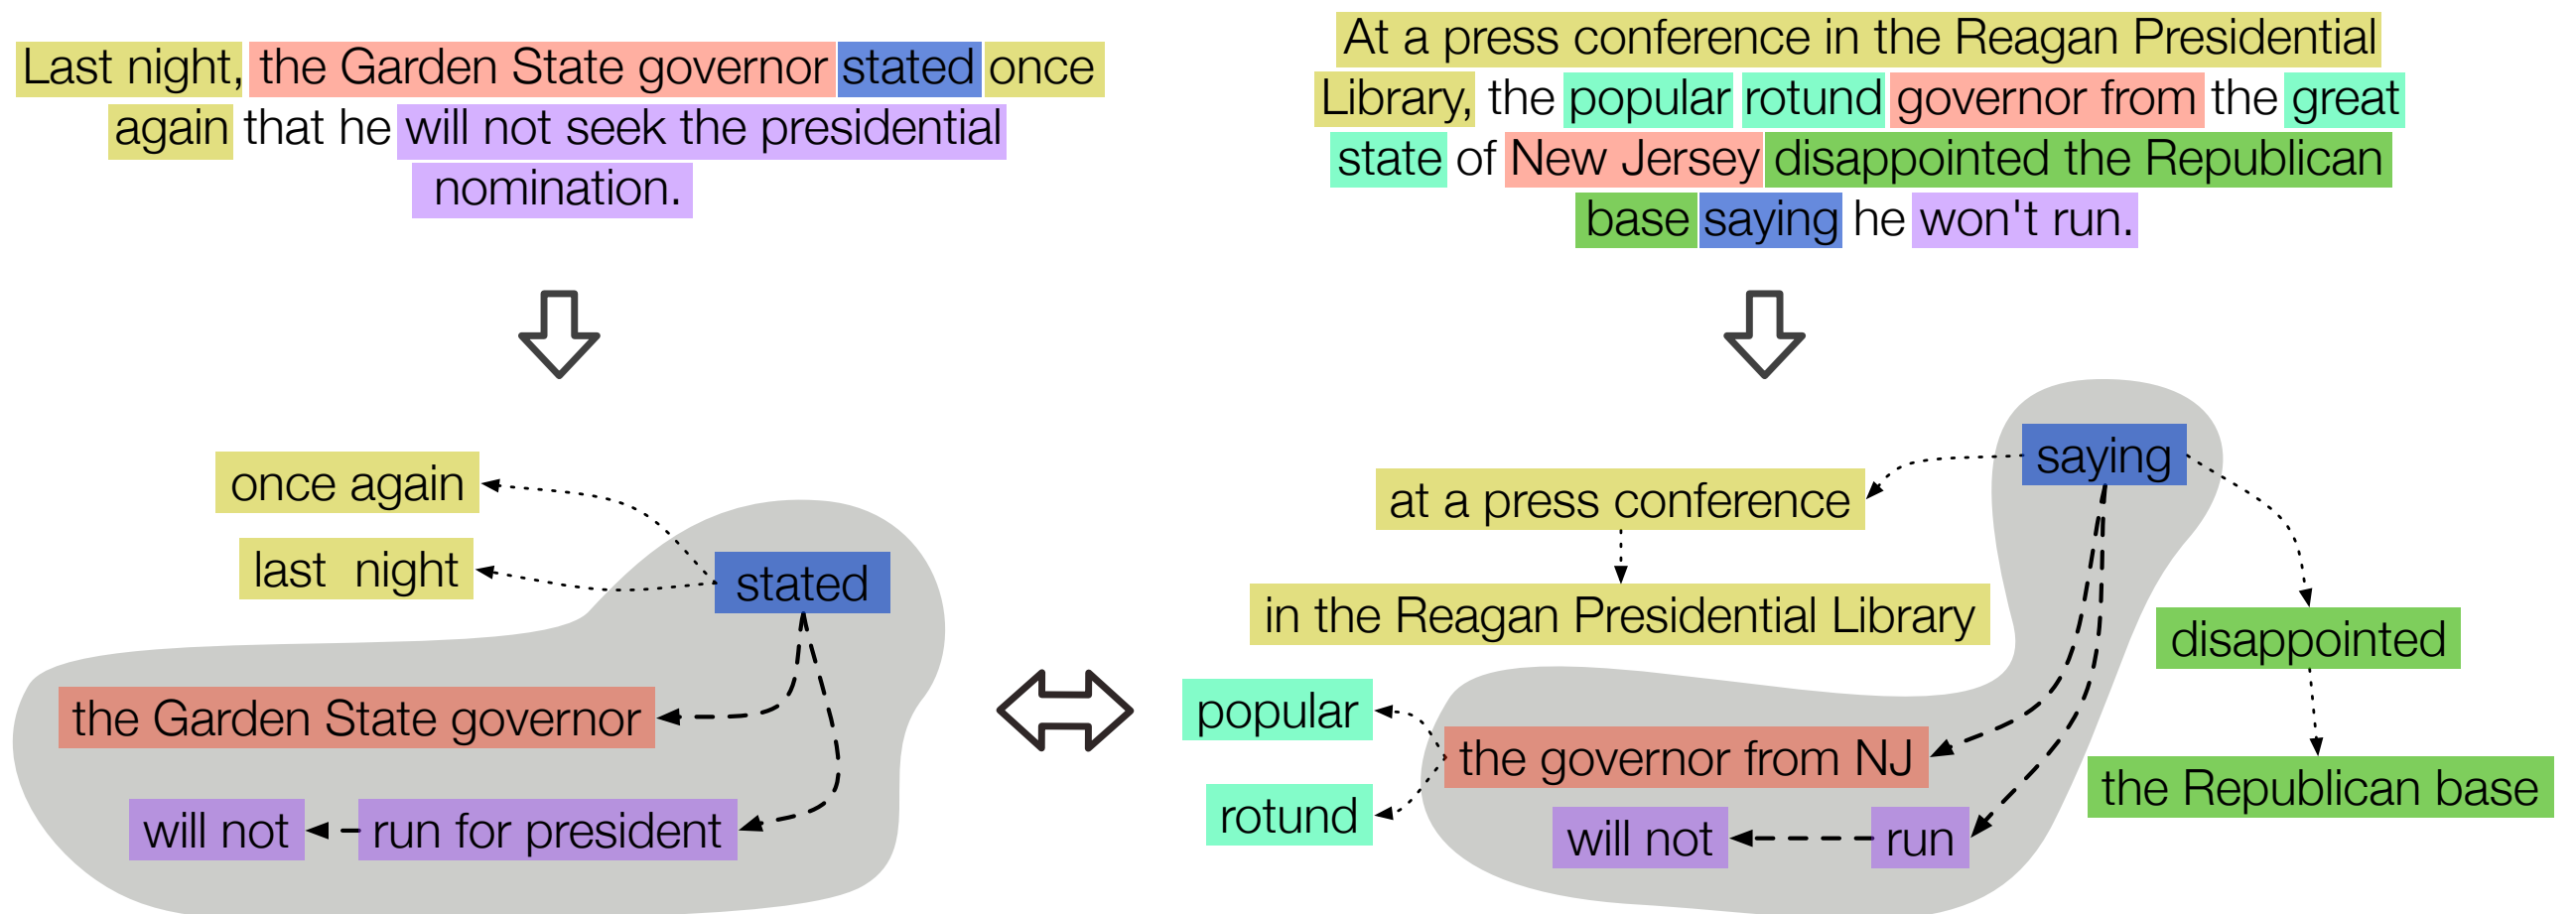 Last night, the Garden State governor stated once
again that he will not seek the presidential
nomination.
At a press conference in the Reagan Presidential
Library, the popular rotund governor from the great
state of New Jersey disappointed the Republican
base saying he won't run.
once again
last night
stated
the Garden State governor
will not
run for president
saying
at a press conference
in the Reagan Presidential Library
disappointed
popular
the governor from NJ
the Republican base
rotund
will not
run